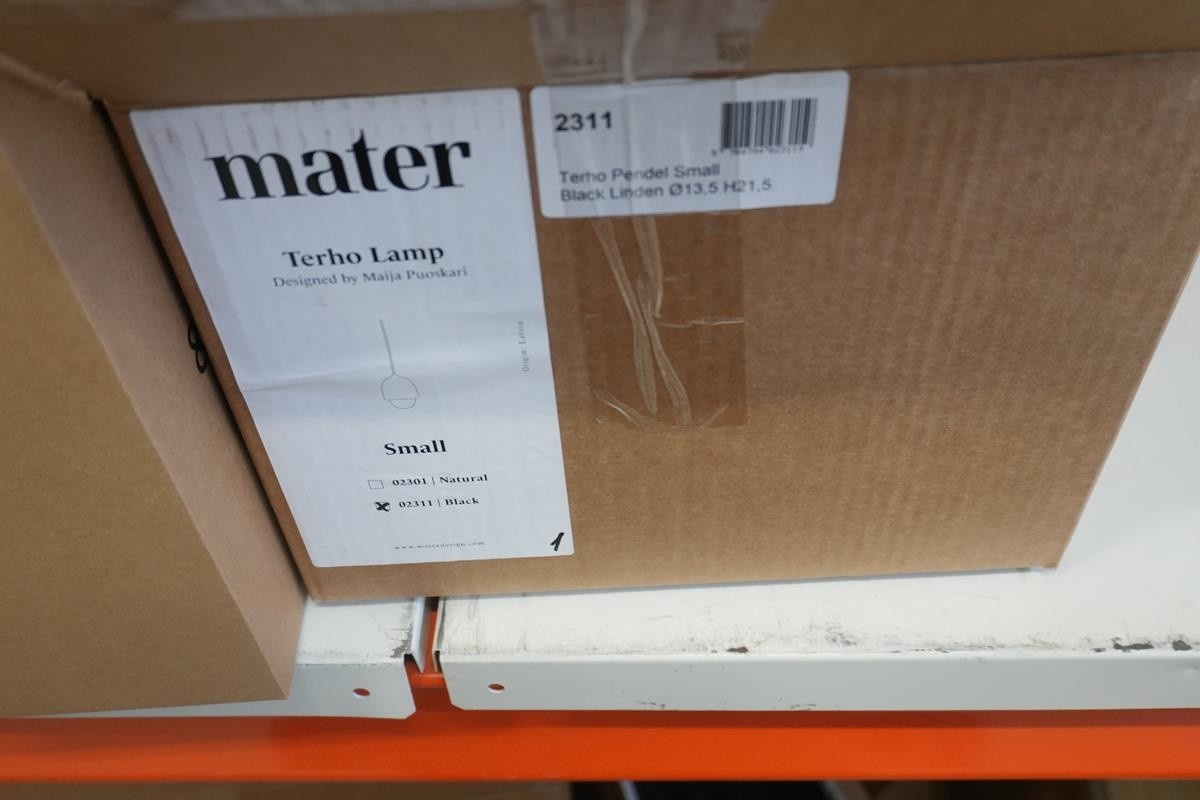 mater
Terho Lamp
Designed by Maija Puoskari
Origin: Latvia
Small
02301 | Natural
02311 | Black
www.materdesign.com
1
2311
Terho Pendel Small
Black Linden Ø13,5 H21,5
8